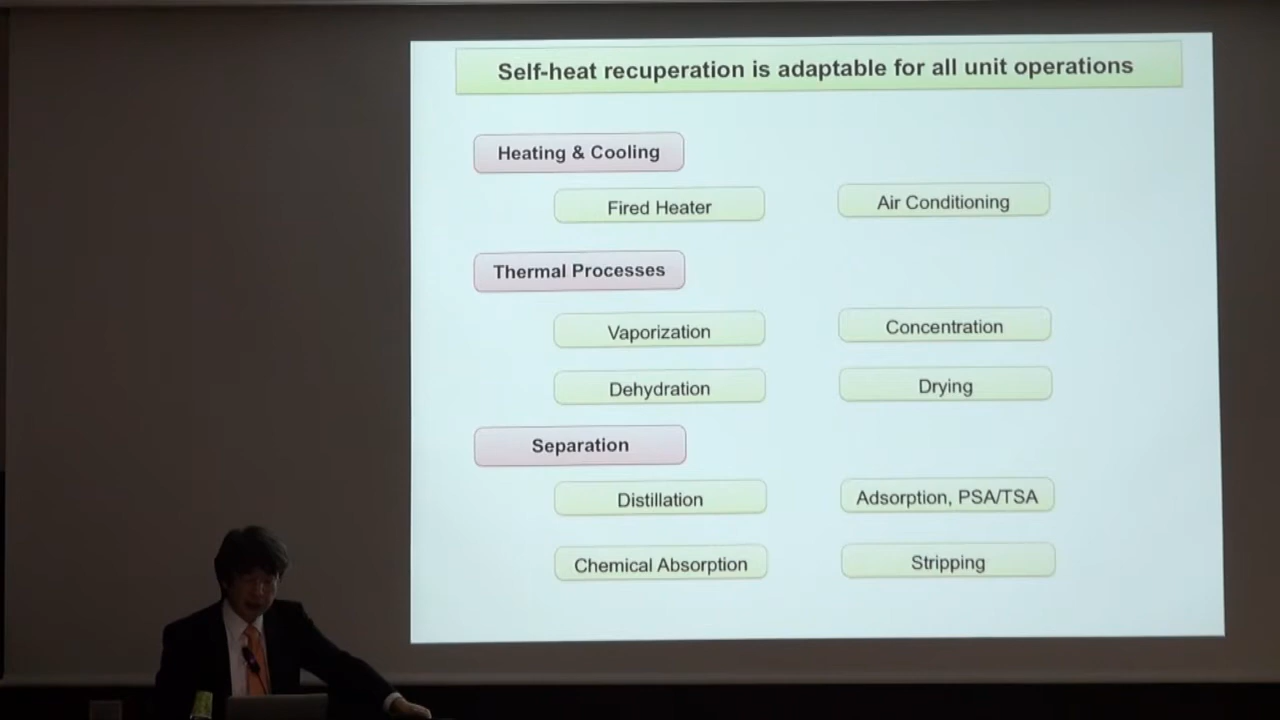 Self-heat recuperation is adaptable for all unit operations
Heating & Cooling
Fired Heater
Air Conditioning
Thermal Processes
Vaporization
Concentration
Dehydration
Drying
Separation
Distillation
Adsorption, PSA/TSA
Chemical Absorption
Stripping